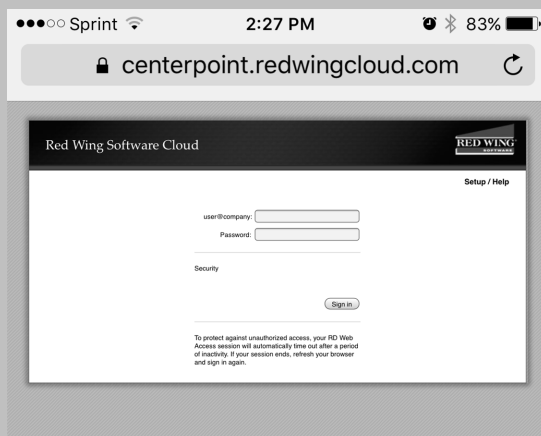 Sprint 2:27 PM 83%
centerpoint.redwingcloud.com
Red Wing Software Cloud
RED WING
SOFTWARE
Setup / Help
user@company:
Password:
Security
Sign in
To protect against unauthorized access, your RD Web
Access session will automatically time out after a period
of inactivity. If your session ends, refresh your browser
and sign in again.